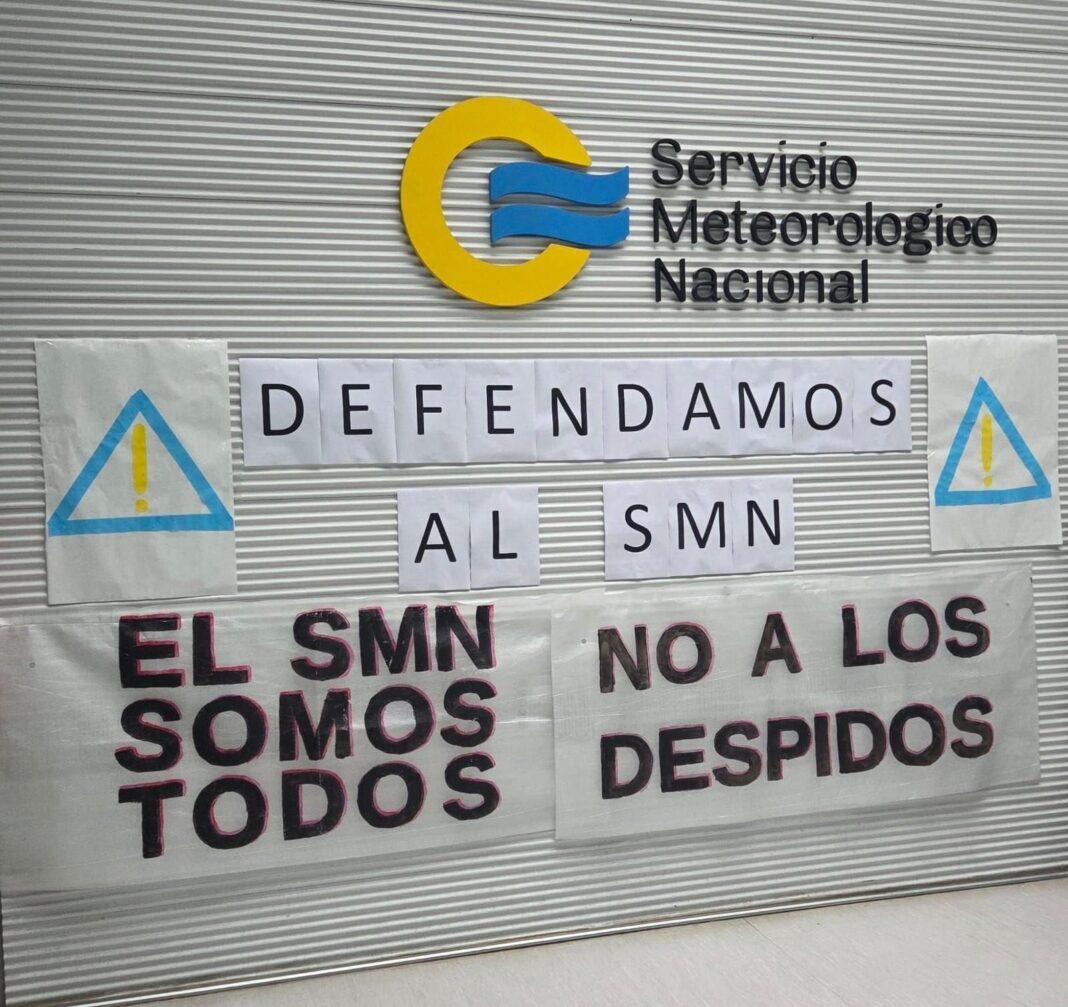 Servicio
Meteorologico
Nacional
DEFENDAMOS
AL SMN
EL SMN
SOMOS
TODOS
NO A LOS
DESPIDOS